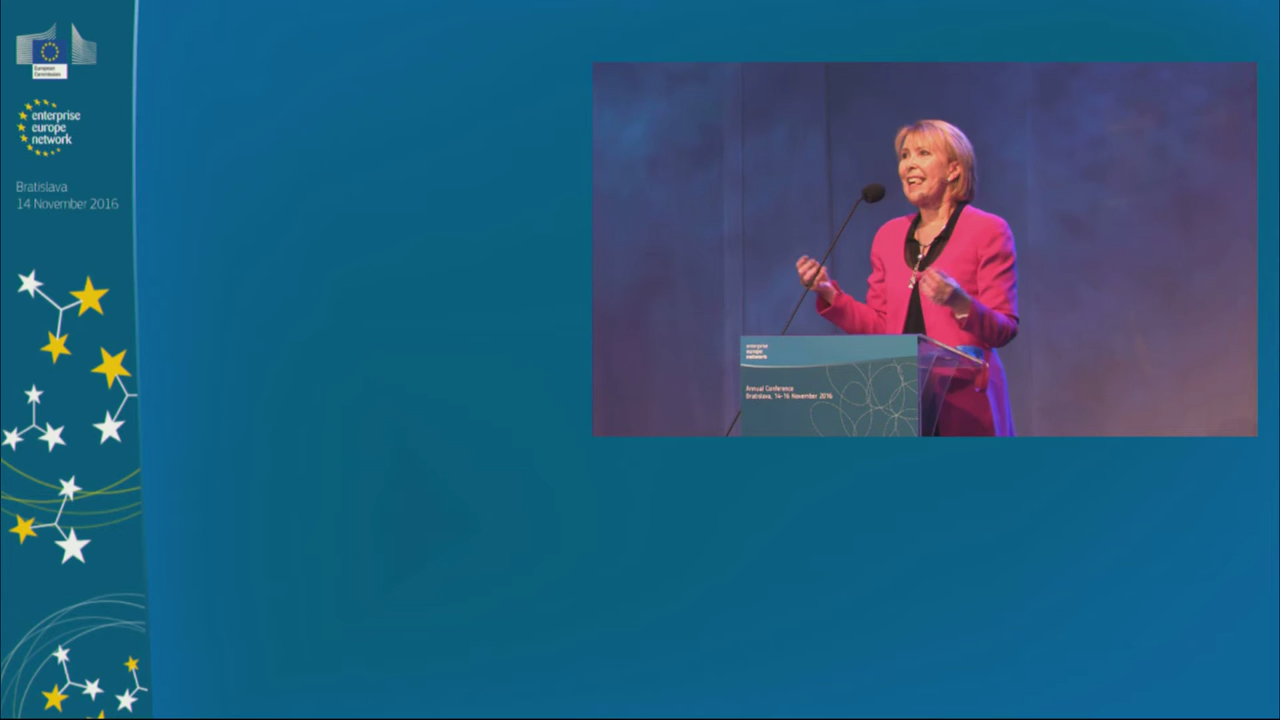 European
Commission
enterprise
europe
network
Bratislava
14 November 2016
enterprise
europe
network
Annual Conference
Bratislava, 14-16 November 2016